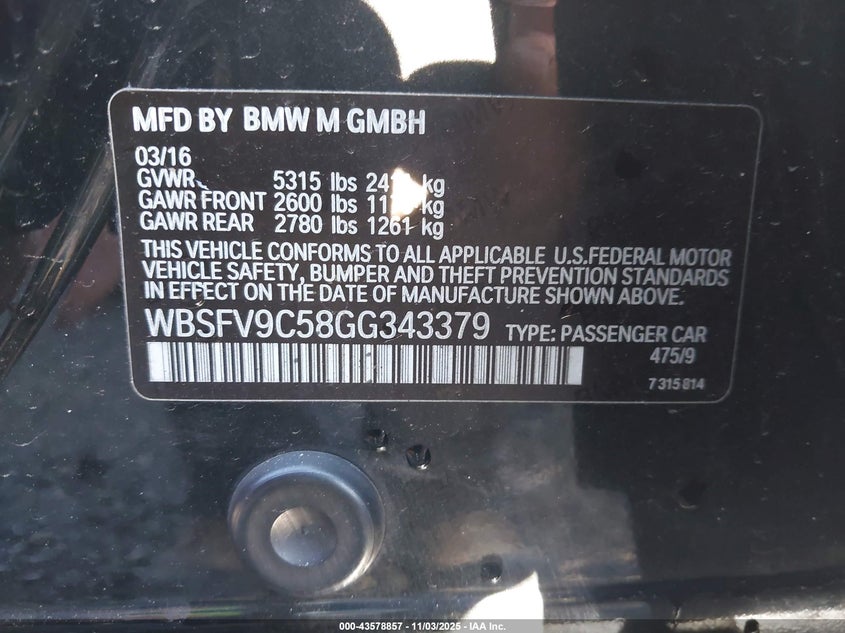 MFD BY BMW M GMBH
03/16
GVWR 5315 lbs kg
GAWR FRONT 2600 lbs kg
GAWR REAR 2780 lbs 1261 kg
THIS VEHICLE CONFORMS TO ALL APPLICABLE U.S.FEDERAL MOTOR
VEHICLE SAFETY, BUMPER AND THEFT PREVENTION STANDARDS
IN EFFECT ON THE DATE OF MANUFACTURE SHOWN ABOVE.
WBSFV9C58GG343379 TYPE: PASSENGER CAR
475/9
7 315 814
000-43578857 - 11/03/2025 - IAA Inc.